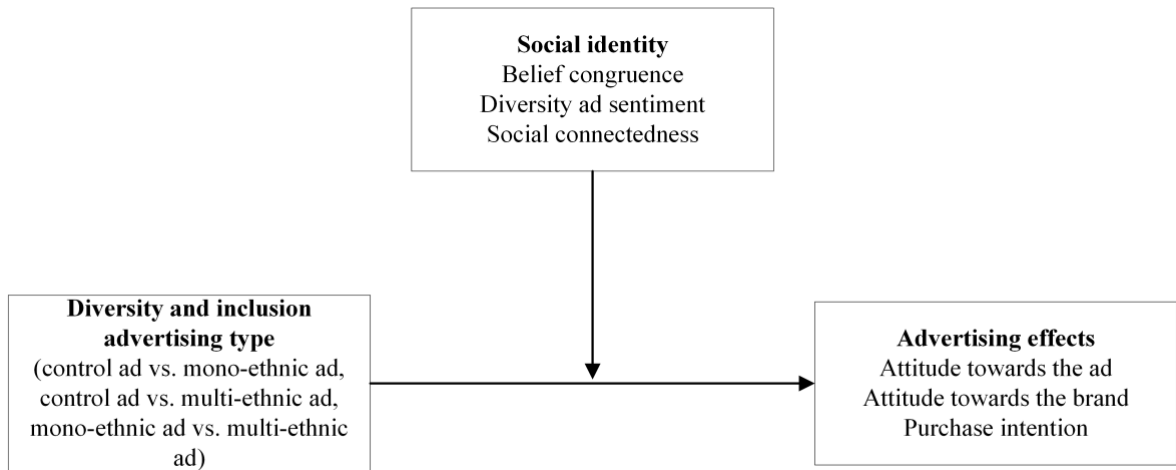 Social identity
Belief congruence
Diversity ad sentiment
Social connectedness
Diversity and inclusion
advertising type
(control ad vs. mono-ethnic ad,
control ad vs. multi-ethnic ad,
mono-ethnic ad vs. multi-ethnic
ad)
Advertising effects
Attitude towards the ad
Attitude towards the brand
Purchase intention